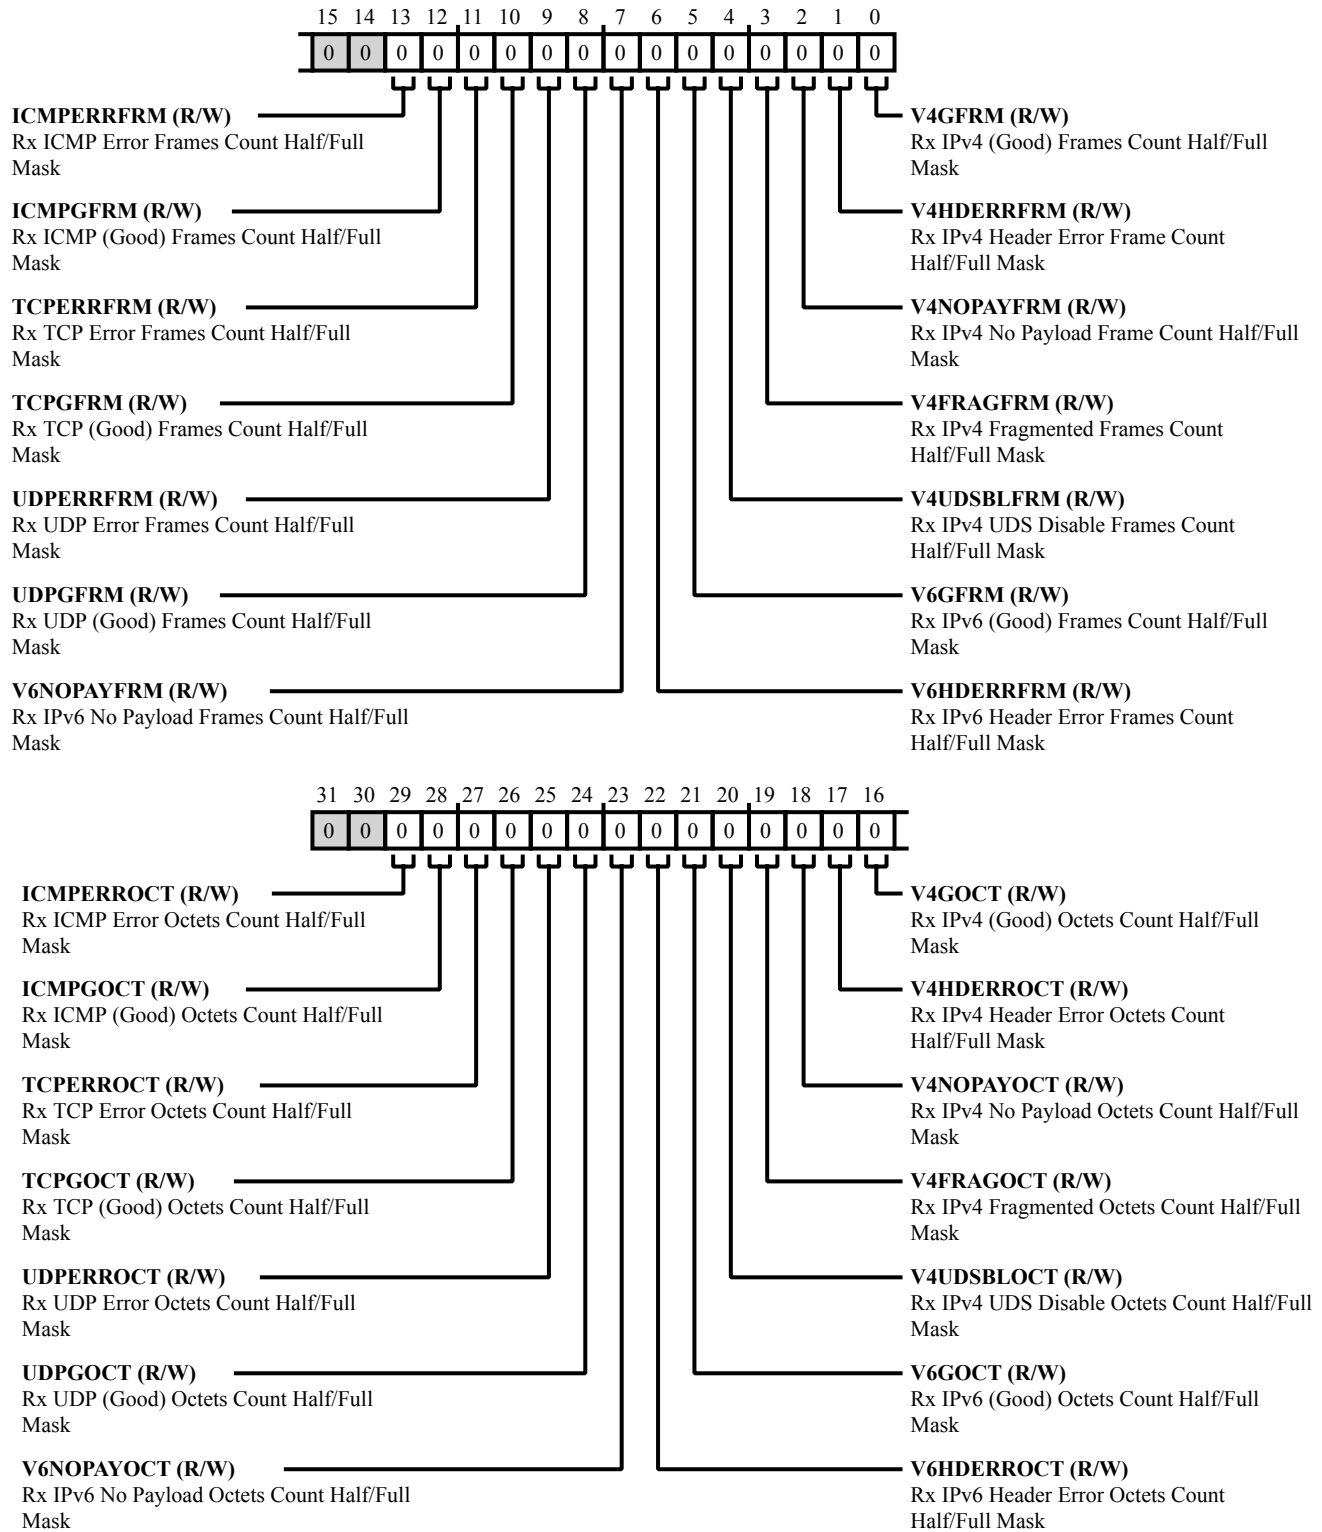 15 14 13 12 11 10 9 8 7 6 5 4 3 2 1 0
0 0 0 0 0 0 0 0 0 0 0 0 0 0 0 0
ICMPERRFRM (R/W)
Rx ICMP Error Frames Count Half/Full
Mask
V4GFRM (R/W)
Rx IPv4 (Good) Frames Count Half/Full
Mask
ICMPGFRM (R/W)
Rx ICMP (Good) Frames Count Half/Full
Mask
V4HDERRFRM (R/W)
Rx IPv4 Header Error Frame Count
Half/Full Mask
TCPERRFRM (R/W)
Rx TCP Error Frames Count Half/Full
Mask
V4NOPAYFRM (R/W)
Rx IPv4 No Payload Frame Count Half/Full
Mask
TCPGFRM (R/W)
Rx TCP (Good) Frames Count Half/Full
Mask
V4FRAGFRM (R/W)
Rx IPv4 Fragmented Frames Count
Half/Full Mask
UDPERRFRM (R/W)
Rx UDP Error Frames Count Half/Full
Mask
V4UDSBLFRM (R/W)
Rx IPv4 UDS Disable Frames Count
Half/Full Mask
UDPGFRM (R/W)
Rx UDP (Good) Frames Count Half/Full
Mask
V6GFRM (R/W)
Rx IPv6 (Good) Frames Count Half/Full
Mask
V6NOPAYFRM (R/W)
Rx IPv6 No Payload Frames Count Half/Full
Mask
V6HDERRFRM (R/W)
Rx IPv6 Header Error Frames Count
Half/Full Mask
31 30 29 28 27 26 25 24 23 22 21 20 19 18 17 16
0 0 0 0 0 0 0 0 0 0 0 0 0 0 0 0
ICMPERROCT (R/W)
Rx ICMP Error Octets Count Half/Full
Mask
V4GOCT (R/W)
Rx IPv4 (Good) Octets Count Half/Full
Mask
ICMPGOCT (R/W)
Rx ICMP (Good) Octets Count Half/Full
Mask
V4HDERROCT (R/W)
Rx IPv4 Header Error Octets Count
Half/Full Mask
TCPERROCT (R/W)
Rx TCP Error Octets Count Half/Full
Mask
V4NOPAYOCT (R/W)
Rx IPv4 No Payload Octets Count Half/Full
Mask
TCPGOCT (R/W)
Rx TCP (Good) Octets Count Half/Full
Mask
V4FRAGOCT (R/W)
Rx IPv4 Fragmented Octets Count Half/Full
Mask
UDPERROCT (R/W)
Rx UDP Error Octets Count Half/Full
Mask
V4UDSBLOCT (R/W)
Rx IPv4 UDS Disable Octets Count Half/Full
Mask
UDPGOCT (R/W)
Rx UDP (Good) Octets Count Half/Full
Mask
V6GOCT (R/W)
Rx IPv6 (Good) Octets Count Half/Full
Mask
V6NOPAYOCT (R/W)
Rx IPv6 No Payload Octets Count Half/Full
Mask
V6HDERROCT (R/W)
Rx IPv6 Header Error Octets Count
Half/Full Mask